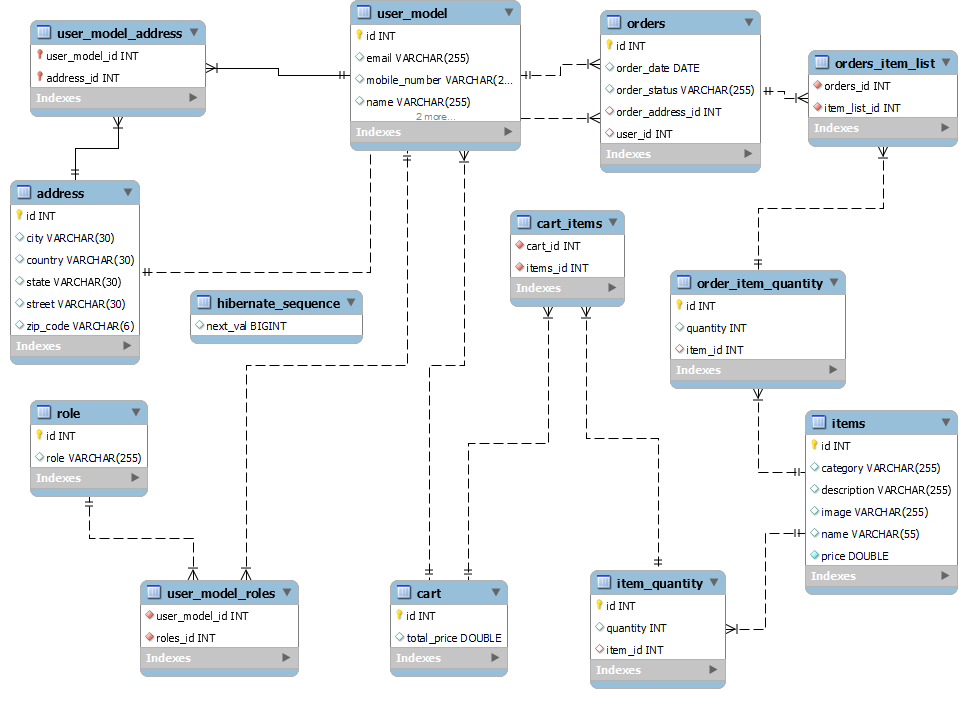 user_model_address
user_model_id INT
address_id INT
Indexes
user_model
id INT
email VARCHAR(255)
mobile_number VARCHAR(2...
name VARCHAR(255)
2 more...
Indexes
orders
id INT
order_date DATE
order_status VARCHAR(255)
order_address_id INT
user_id INT
Indexes
orders_item_list
orders_id INT
item_list_id INT
Indexes
address
id INT
city VARCHAR(30)
country VARCHAR(30)
state VARCHAR(30)
street VARCHAR(30)
zip_code VARCHAR(6)
Indexes
hibernate_sequence
next_val BIGINT
cart_items
cart_id INT
items_id INT
Indexes
order_item_quantity
id INT
quantity INT
item_id INT
Indexes
role
id INT
role VARCHAR(255)
Indexes
items
id INT
category VARCHAR(255)
description VARCHAR(255)
image VARCHAR(255)
name VARCHAR(55)
price DOUBLE
Indexes
user_model_roles
user_model_id INT
roles_id INT
Indexes
cart
id INT
total_price DOUBLE
Indexes
item_quantity
id INT
quantity INT
item_id INT
Indexes